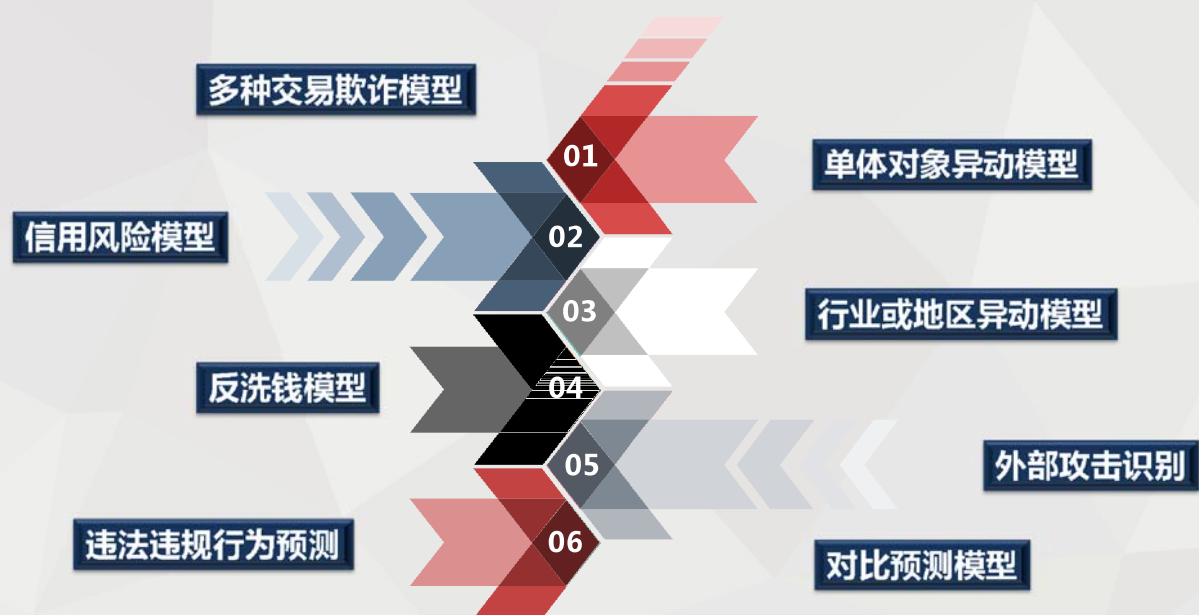 多种交易欺诈模型
01
单体对象异动模型
信用风险模型
02
03
行业或地区异动模型
反洗钱模型
04
05
外部攻击识别
违法违规行为预测
06
对比预测模型